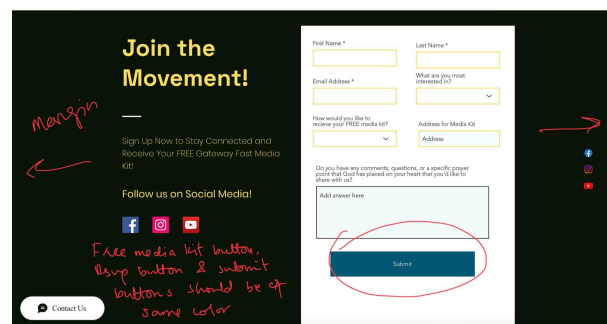 Join the
Movement!
Sign Up Now to Stay Connected and
Receive Your FREE Gateway Fast Media
Kit!
Follow us on Social Media!
Margin
Free media kit button,
Rsvp button & submit
buttons should be of
same color
Contact Us
First Name *
Last Name *
Email Address *
What are you most
interested in?
How would you like to
recieve your FREE media kit?
Address for Media Kit
Address
Do you have any comments, questions, or a specific prayer
point that God has placed on your heart that you'd like to
share with us?
Add answer here
Submit